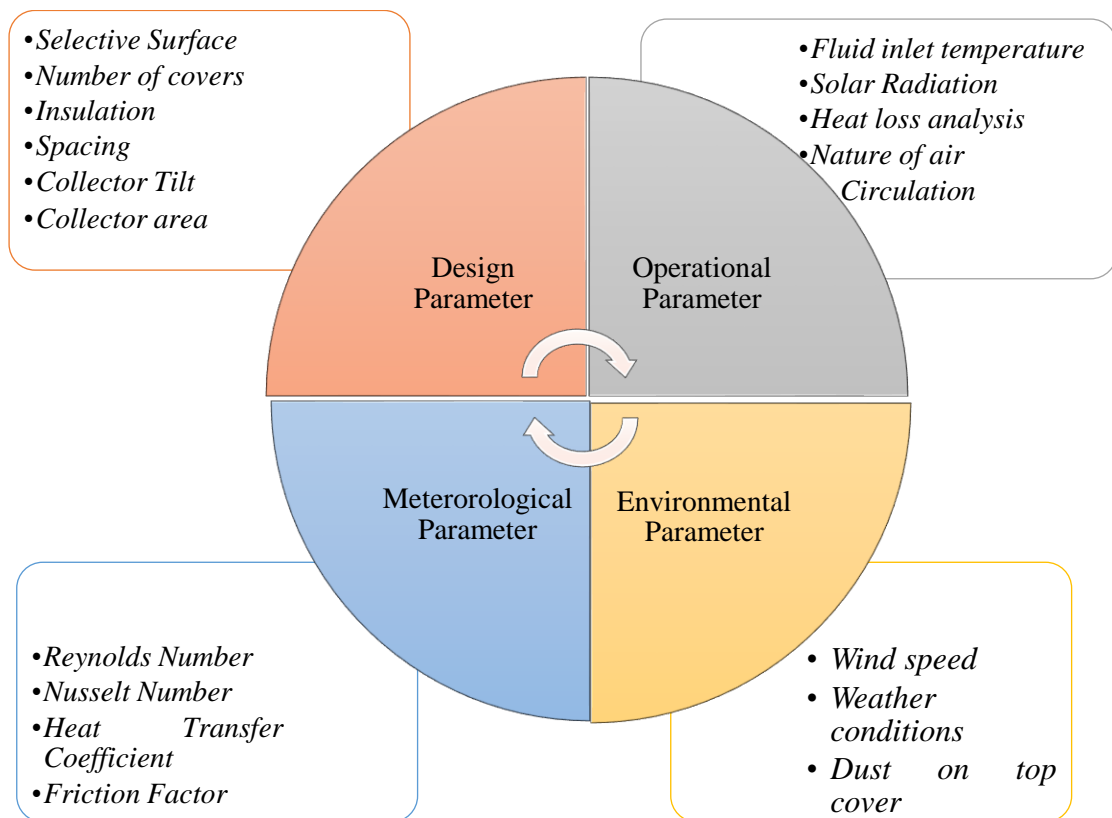 •Selective Surface
•Number of covers
•Insulation
•Spacing
•Collector Tilt
•Collector area
•Fluid inlet temperature
•Solar Radiation
•Heat loss analysis
•Nature of air
Circulation
Design
Parameter
Operational
Parameter
Meterorological
Parameter
Environmental
Parameter
•Reynolds Number
•Nusselt Number
•Heat Transfer
Coefficient
•Friction Factor
• Wind speed
• Weather
conditions
• Dust on top
cover